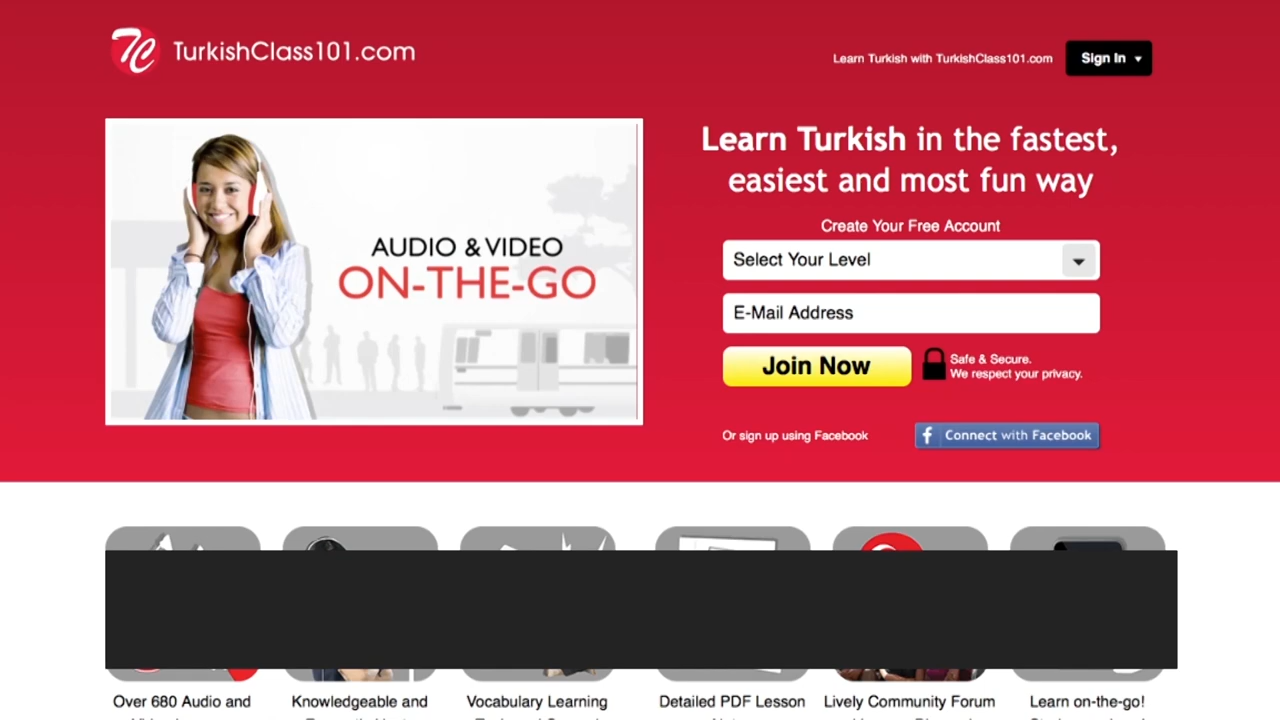 TC TurkishClass101.com
Learn Turkish with TurkishClass101.com
Sign In
AUDIO & VIDEO
ON-THE-GO
Learn Turkish in the fastest,
easiest and most fun way
Create Your Free Account
Select Your Level
E-Mail Address
Join Now
Safe & Secure.
We respect your privacy.
Or sign up using Facebook
f Connect with Facebook
Over 680 Audio and
Knowledgeable and
Vocabulary Learning
Detailed PDF Lesson
Lively Community Forum
Learn on-the-go!